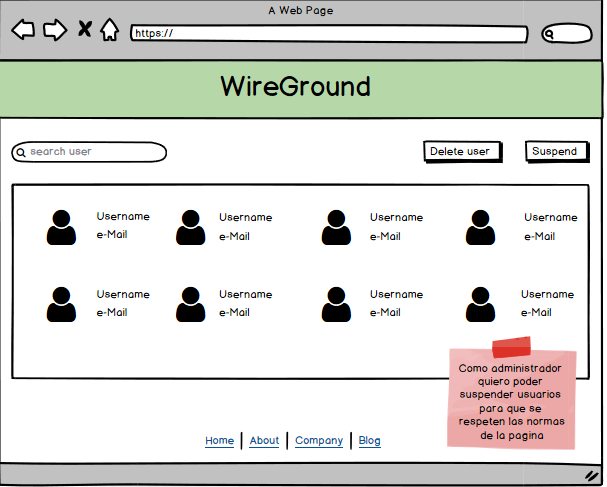 A Web Page
https://
WireGround
search user
Delete user
Suspend
Username Username Username Username
e-Mail e-Mail e-Mail e-Mail
Username Username Username Username
e-Mail e-Mail e-Mail e-Mail
Como administrador
quiero poder
suspender usuarios
para que se
respeten las normas
de la pagina
Home About Company Blog